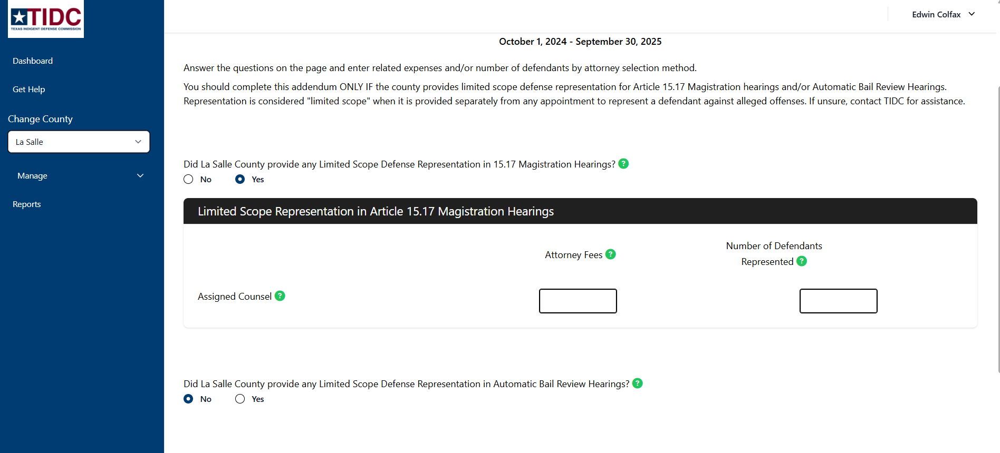 TIDC
TEXAS INDIGENT DEFENSE COMMISSION
Edwin Colfax
Dashboard
Get Help
Change County
La Salle
Manage
Reports
October 1, 2024 - September 30, 2025
Answer the questions on the page and enter related expenses and/or number of defendants by attorney selection method.
You should complete this addendum ONLY IF the county provides limited scope defense representation for Article 15.17 Magistration hearings and/or Automatic Bail Review Hearings.
Representation is considered "limited scope" when it is provided separately from any appointment to represent a defendant against alleged offenses. If unsure, contact TIDC for assistance.
Did La Salle County provide any Limited Scope Defense Representation in 15.17 Magistration Hearings? ?
No Yes
Limited Scope Representation in Article 15.17 Magistration Hearings
Attorney Fees ?
Number of Defendants
Represented ?
Assigned Counsel ?
Did La Salle County provide any Limited Scope Defense Representation in Automatic Bail Review Hearings? ?
No Yes